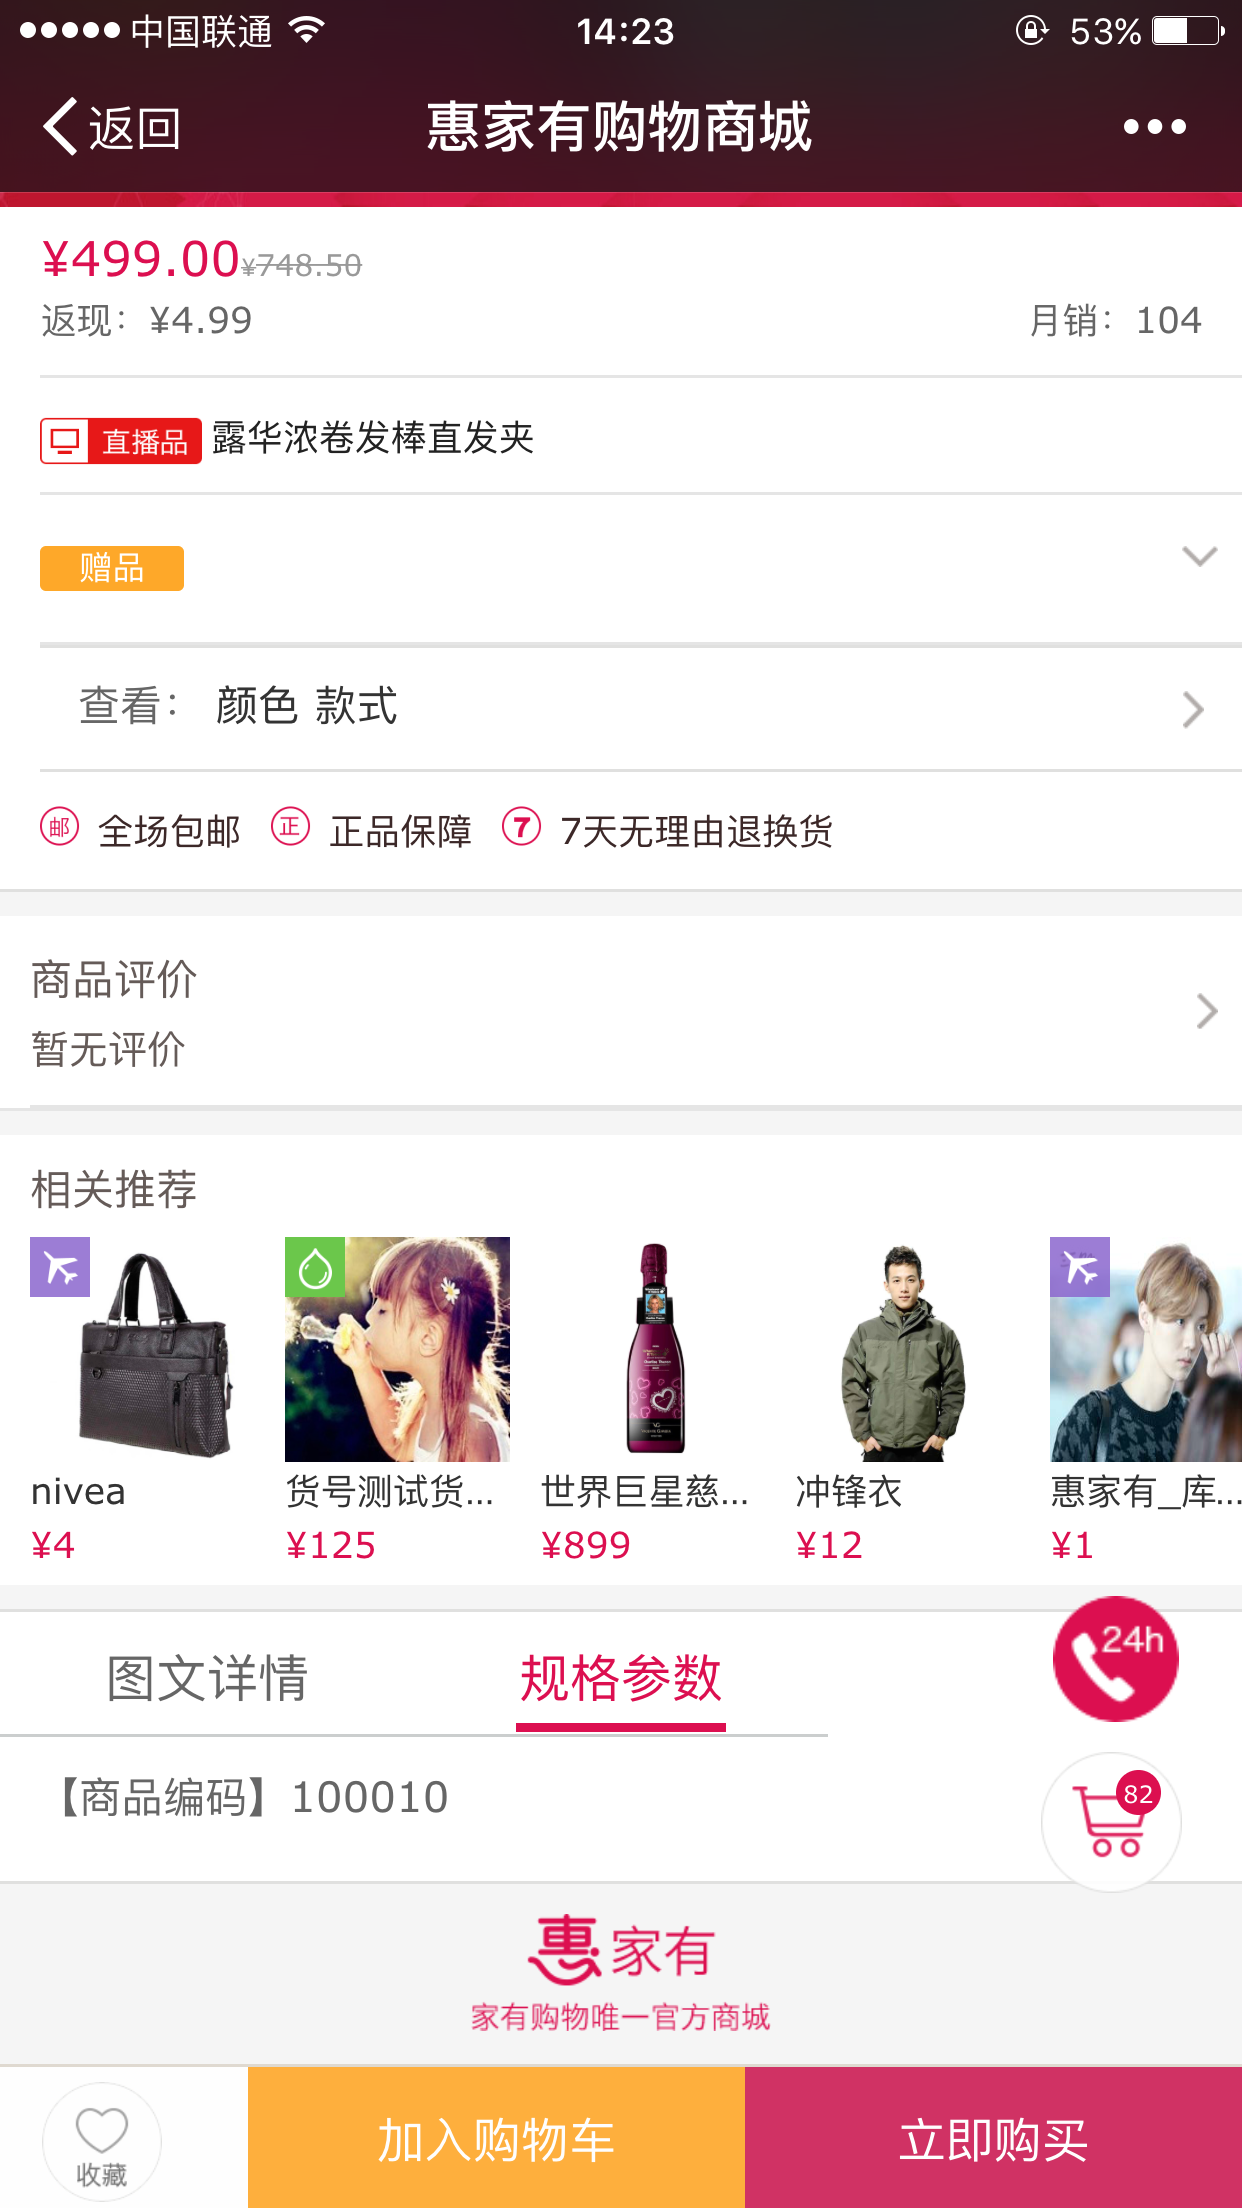 中国联通 14:23 53%
返回 惠家有购物商城
¥499.00 ¥748.50
返现：¥4.99 月销：104
直播品 露华浓卷发棒直发夹
赠品
查看： 颜色 款式
邮 全场包邮 正 正品保障 7 7天无理由退换货
商品评价
暂无评价
相关推荐
nivea 货号测试货... 世界巨星慈... 冲锋衣 惠家有_库...
¥4 ¥125 ¥899 ¥12 ¥1
24h
图文详情 规格参数
【商品编码】100010
82
惠家有
家有购物唯一官方商城
收藏 加入购物车 立即购买